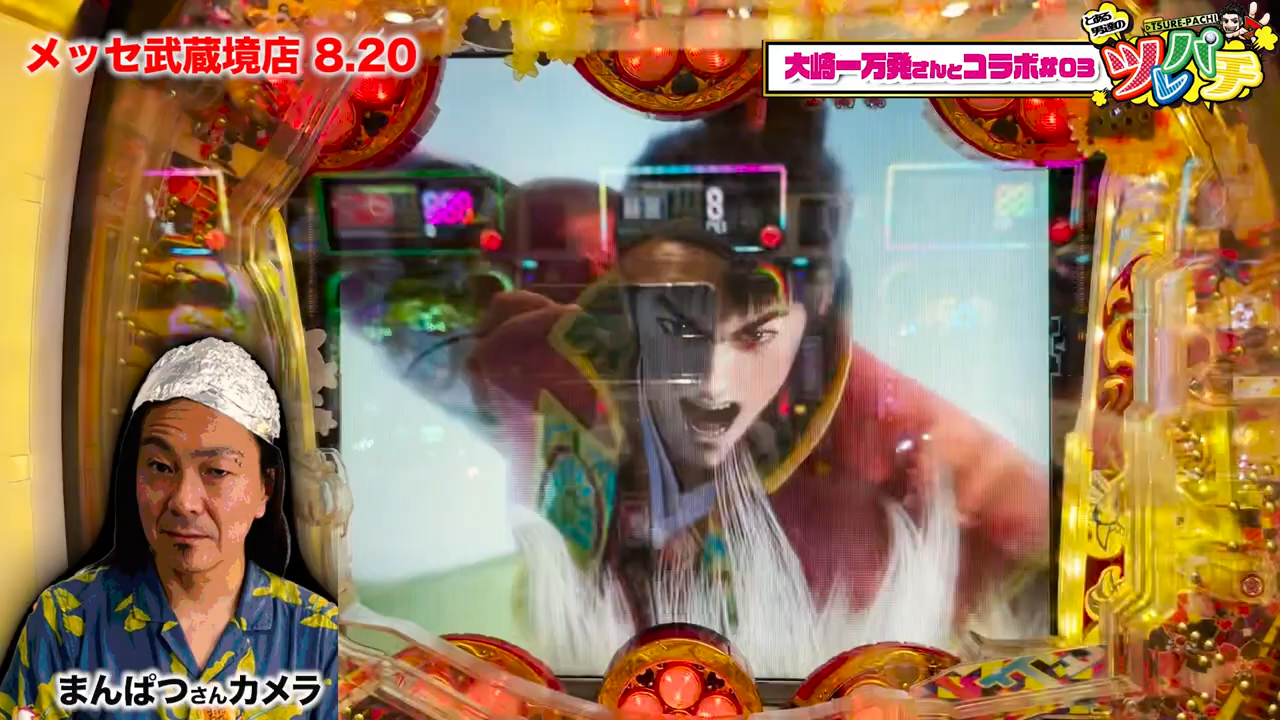 メッセ武蔵境店 8.20
大崎一万発さんとコラボ#03
とある
男達の
TSURE-PACHI
ツレパチ
8
まんぱつさんカメラ